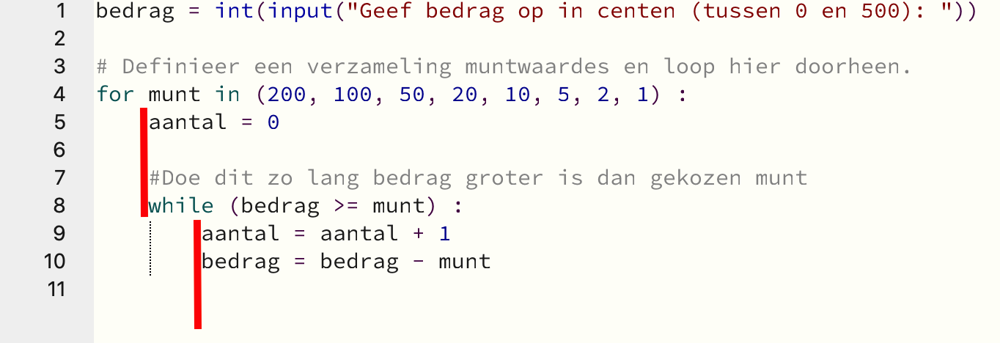 1 bedrag = int(input("Geef bedrag op in centen (tussen 0 en 500): "))
2
3 # Definieer een verzameling muntwaardes en loop hier doorheen.
4 for munt in (200, 100, 50, 20, 10, 5, 2, 1) :
5     aantal = 0
6
7     #Doe dit zo lang bedrag groter is dan gekozen munt
8     while (bedrag >= munt) :
9         aantal = aantal + 1
10         bedrag = bedrag - munt
11